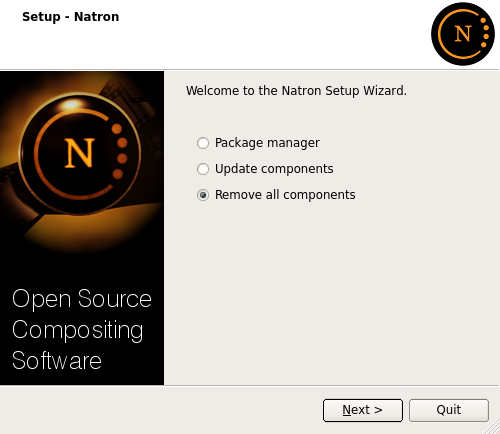 Setup - Natron
N
Welcome to the Natron Setup Wizard.
N
Package manager
Update components
Remove all components
Open Source
Compositing
Software
Next >
Quit